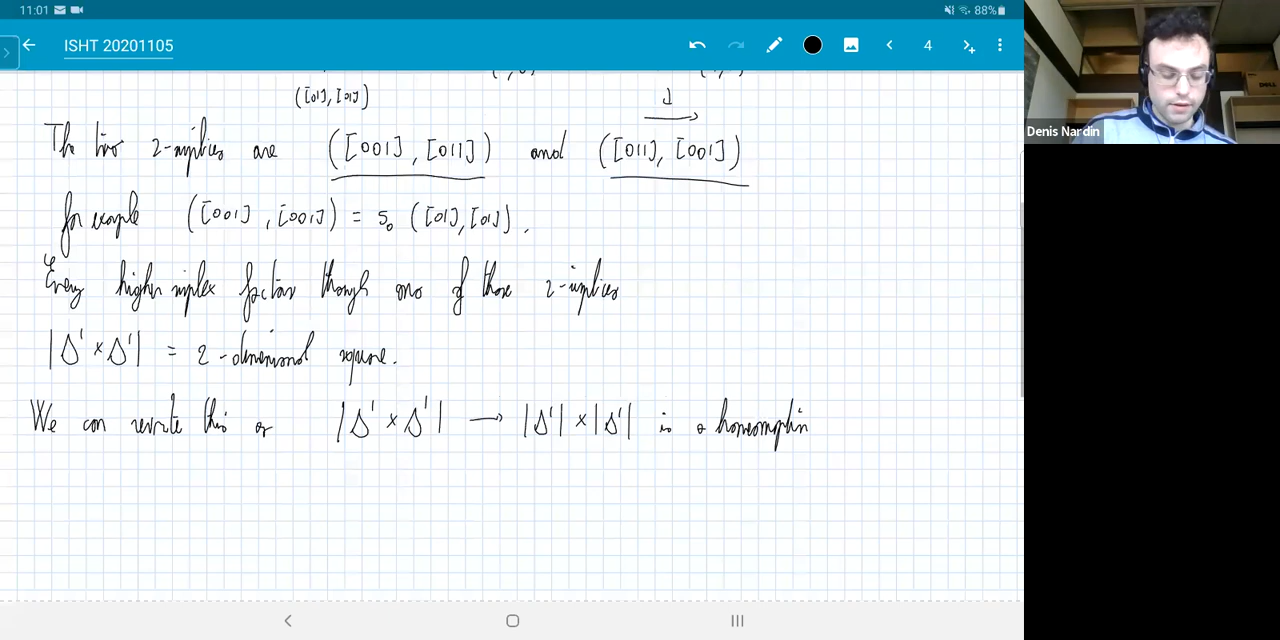 11:01 88%
ISHT 20201105
4
([01], [01]) 1
The two 2-simplices are ([001], [011]) and ([011], [001])
Denis Nardin
for example ([001], [001]) = s₀ ([01], [01]).
Every higher simplex factors through one of those 2-simplices
|Δ¹ × Δ¹| = 2-dimensional square.
We can rewrite this as |Δ¹ × Δ¹| → |Δ¹| × |Δ¹| is a homeomorphism